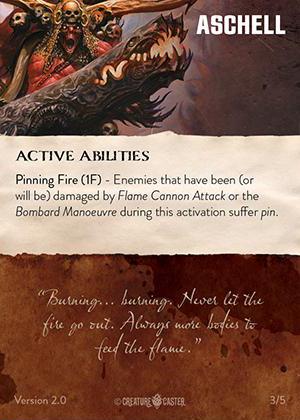 ASCHELL
ACTIVE ABILITIES
Pinning Fire (1F) - Enemies that have been (or
will be) damaged by Flame Cannon Attack or the
Bombard Manoeuvre during this activation suffer pin.
“Burning... burning. Never let the
fire go out. Always more bodies to
feed the flame.”
Version 2.0
© CREATURE CASTER
3/5